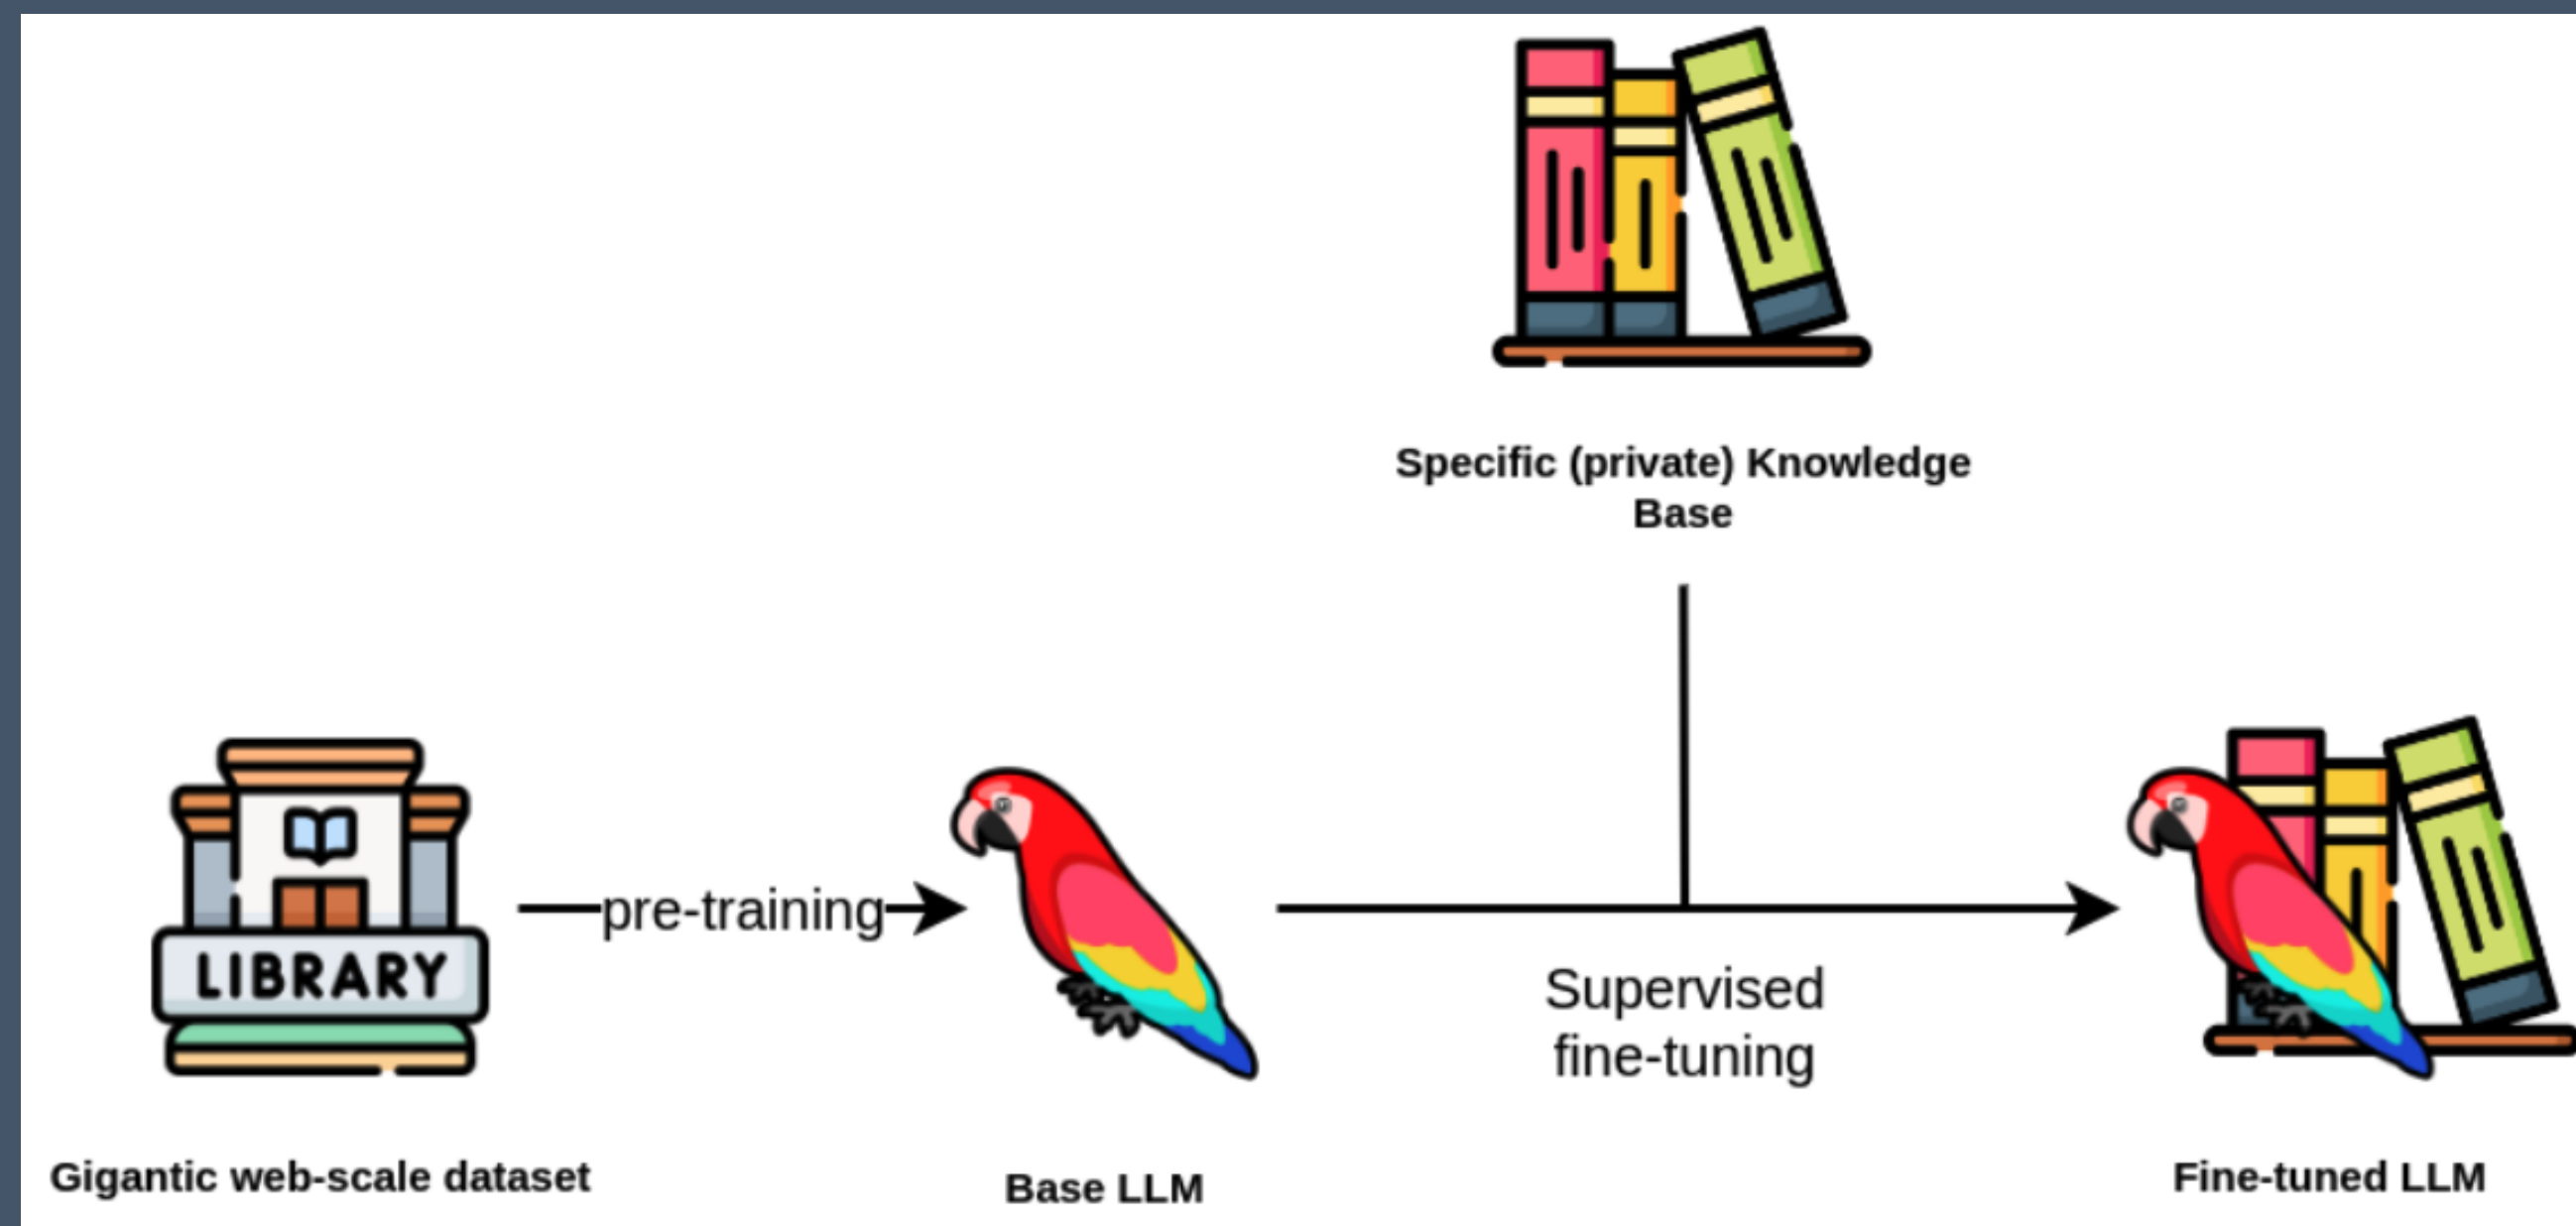 Specific (private) Knowledge
Base
pre-training
LIBRARY
Supervised
fine-tuning
Gigantic web-scale dataset
Base LLM
Fine-tuned LLM